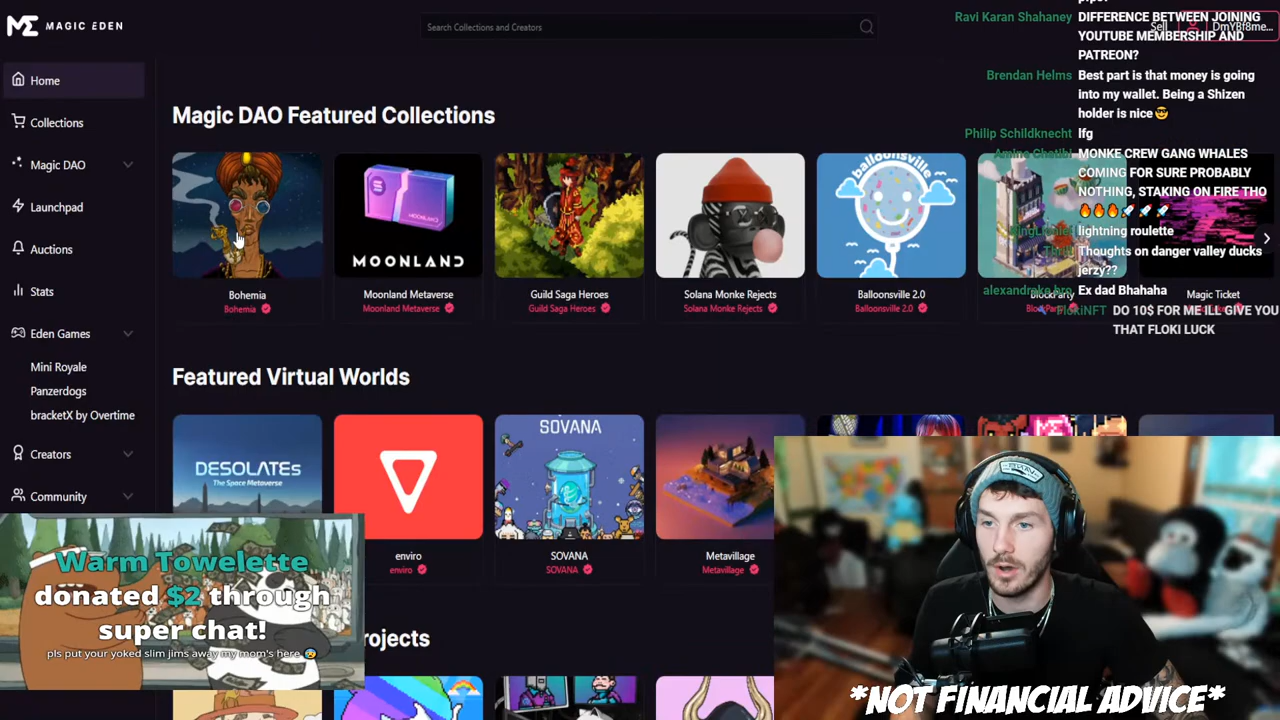 MAGIC EDEN
Search Collections and Creators
Sell
DmYBf8me...
Home
Collections
Magic DAO
Launchpad
Auctions
Stats
Eden Games
Mini Royale
Panzerdogs
bracketX by Overtime
Creators
Community
Magic DAO Featured Collections
MOONLAND
balloonsville
Bohemia
Bohemia
Moonland Metaverse
Moonland Metaverse
Guild Saga Heroes
Guild Saga Heroes
Solana Monke Rejects
Solana Monke Rejects
Balloonsville 2.0
Balloonsville 2.0
BlockParty
BlockParty
Magic Ticket
Featured Virtual Worlds
DESOLATEs
The Space Metaverse
SOVANA
enviro
enviro
SOVANA
SOVANA
Metavillage
Metavillage
rojects
Ravi Karan Shahaney
DIFFERENCE BETWEEN JOINING
YOUTUBE MEMBERSHIP AND
PATREON?
Brendan Helms
Best part is that money is going
into my wallet. Being a Shizen
holder is nice 😎
Philip Schildknecht
lfg
Amine Chatibi
MONKE CREW GANG WHALES
COMING FOR SURE PROBABLY
NOTHING, STAKING ON FIRE THO
🔥🔥🔥🚀🚀🚀
lightning roulette
Thoughts on danger valley ducks
jerzy??
Ex dad Bhahaha
DO 10$ FOR ME ILL GIVE YOU
THAT FLOKI LUCK
Warm Towelette
donated $2 through
super chat!
pls put your yoked slim jims away my mom's here 😰
*NOT FINANCIAL ADVICE*